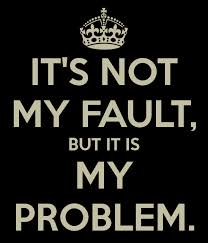 IT'S NOT
MY FAULT,
BUT IT IS
MY
PROBLEM.